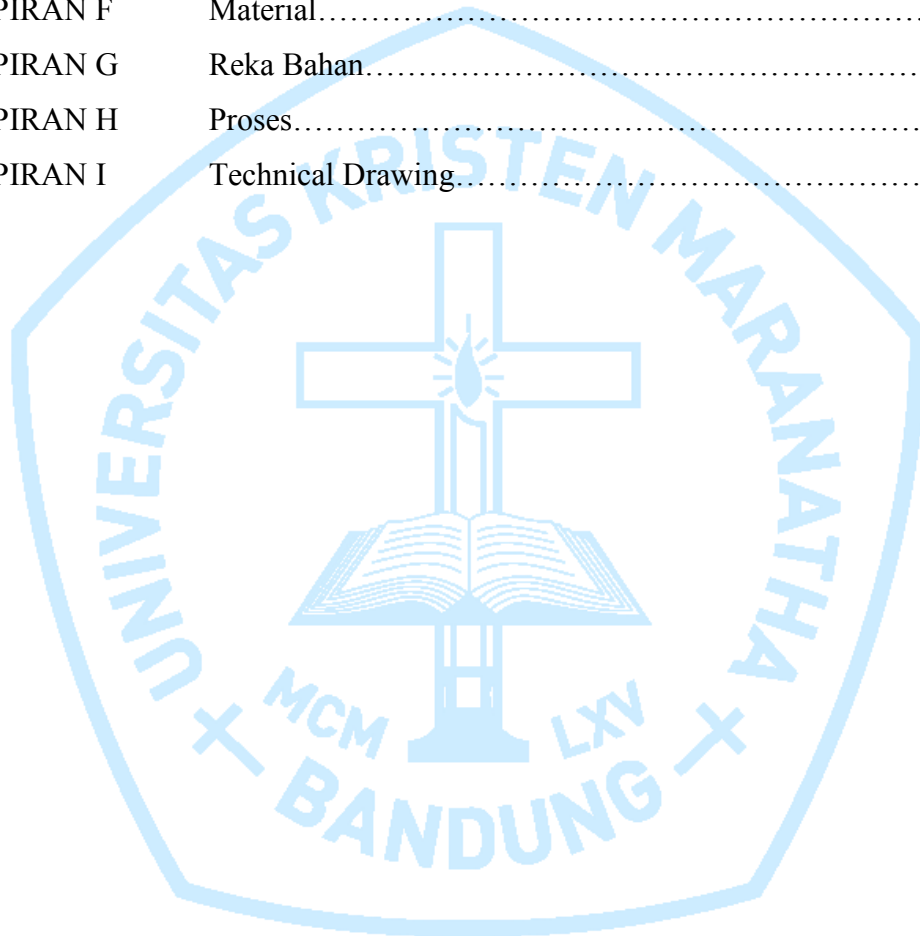 PIRAN F Material……………………………………………………
PIRAN G Reka Bahan………………………………………………
PIRAN H Proses………………………………………………………
PIRAN I Technical Drawing……………………………………
UNIVERSITAS KRISTEN MARANATHA
MCM LXV
BANDUNG